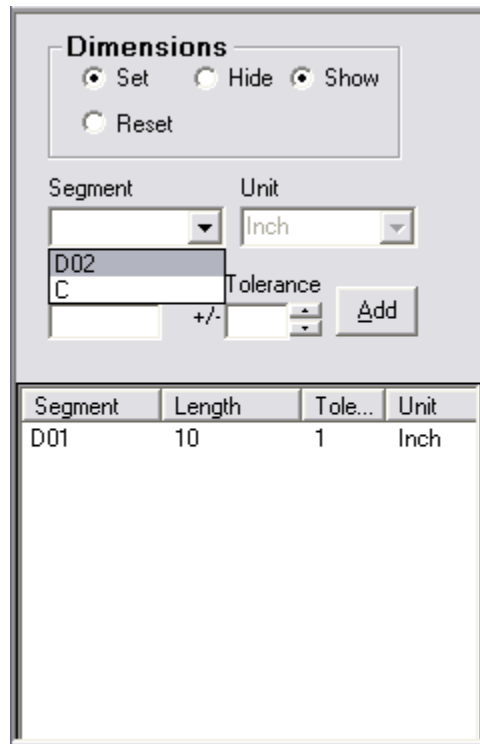 Dimensions
Set Hide Show
Reset
Segment Unit
Inch
D02
C
Tolerance
+/- Add
Segment Length Tole... Unit
D01 10 1 Inch